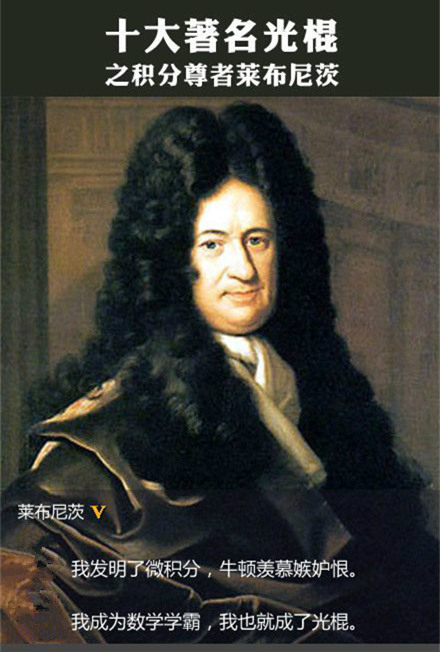 十大著名光棍
之积分尊者莱布尼茨
莱布尼茨 V
我发明了微积分，牛顿羡慕嫉妒恨。
我成为数学学霸，我也就成了光棍。